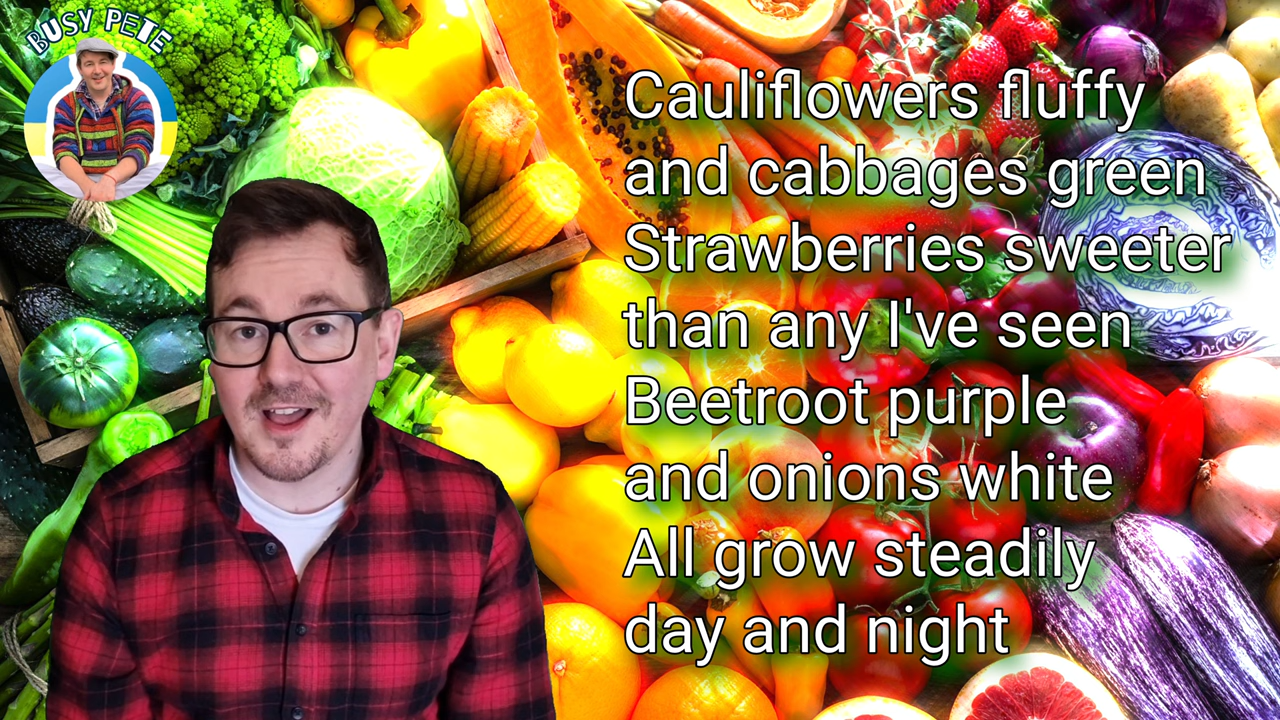 BUSY PETE
Cauliflowers fluffy
and cabbages green
Strawberries sweeter
than any I've seen
Beetroot purple
and onions white
All grow steadily
day and night